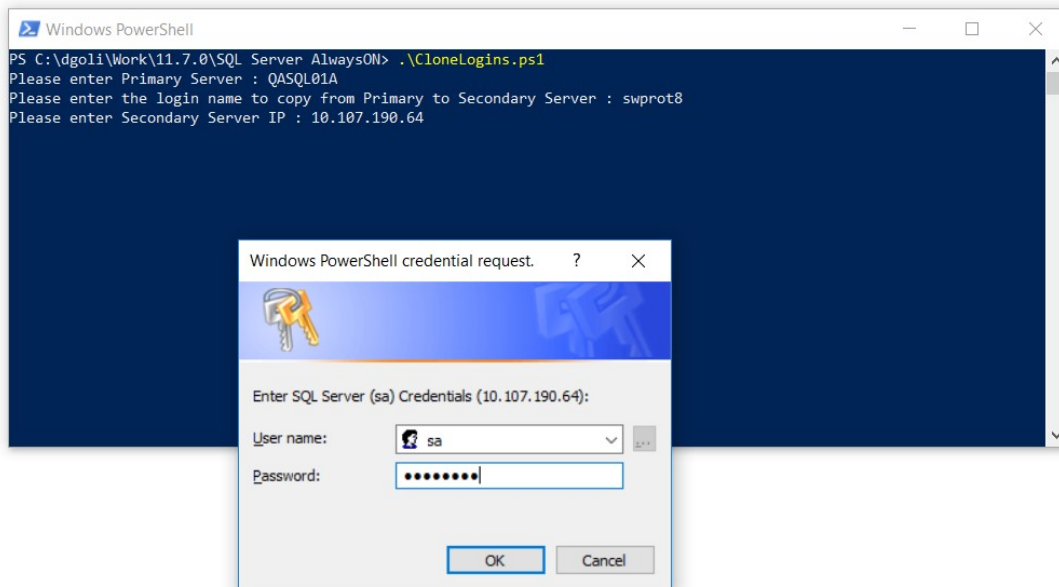 Windows PowerShell
PS C:\dgoli\Work\11.7.0\SQL Server AlwaysON> .\CloneLogins.ps1
Please enter Primary Server : QASQL01A
Please enter the login name to copy from Primary to Secondary Server : swprot8
Please enter Secondary Server IP : 10.107.190.64
Windows PowerShell credential request. ?
Enter SQL Server (sa) Credentials (10.107.190.64):
User name: sa
Password: ••••••••
...
OK Cancel